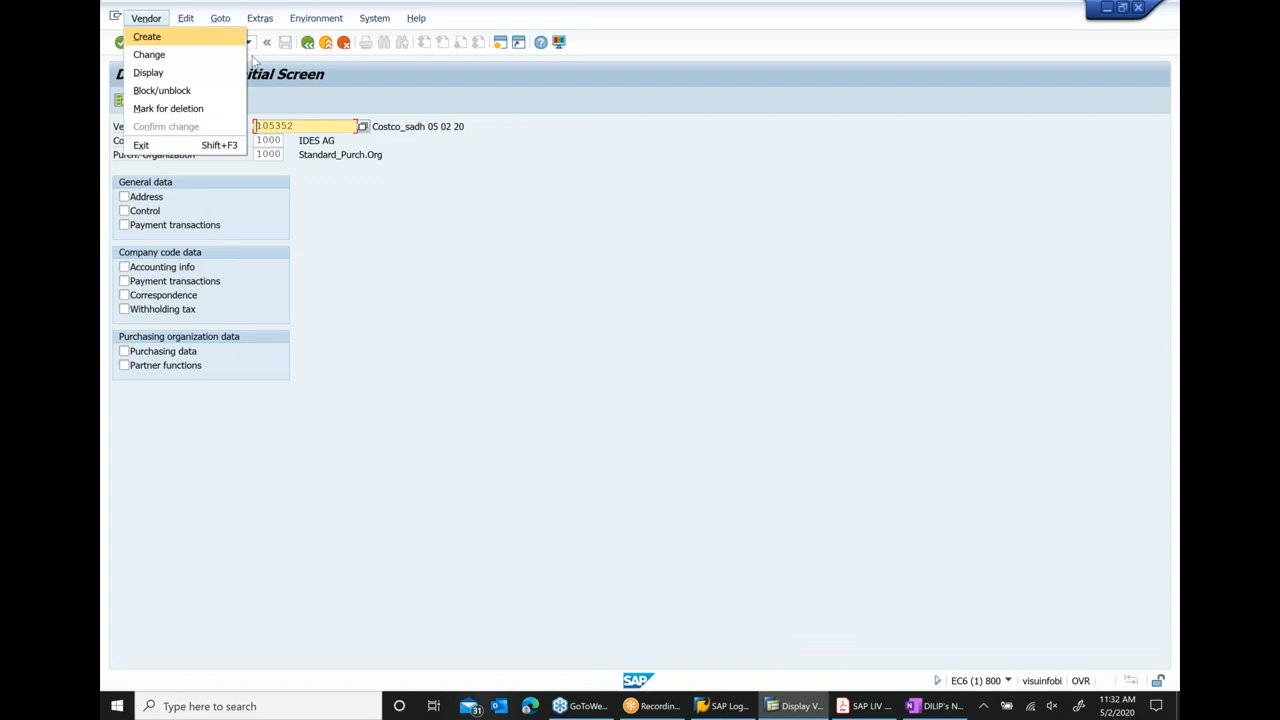 Vendor Edit Goto Extras Environment System Help
Create
Change
Display
Block/unblock
Mark for deletion
Confirm change
Exit Shift+F3
itial Screen
105352 Costco_sadh 05 02 20
1000 IDES AG
Purch. Organization 1000 Standard_Purch.Org
General data
Address
Control
Payment transactions
Company code data
Accounting info
Payment transactions
Correspondence
Withholding tax
Purchasing organization data
Purchasing data
Partner functions
SAP
EC6 (1) 800 visuinfobi OVR
Type here to search
31
GoToWe...
Recordin...
SAP Log...
Display V...
SAP LIV ...
DILIP's N...
11:32 AM
5/2/2020